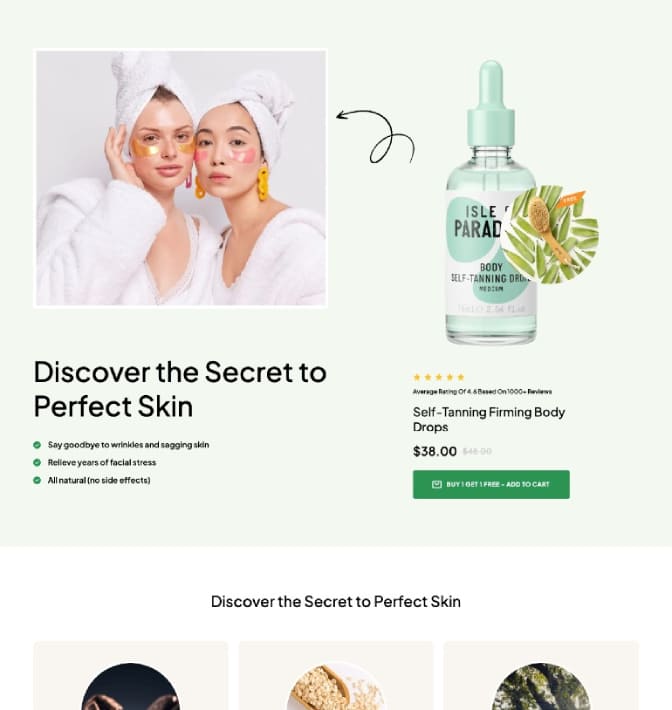 ISLE
PARAD
BODY
SELF-TANNING DRO
MEDIUM
FREE
Discover the Secret to
Perfect Skin
Say goodbye to wrinkles and sagging skin
Relieve years of facial stress
All natural (no side effects)
Average Rating Of 4.6 Based On 1000+ Reviews
Self-Tanning Firming Body
Drops
$38.00 $48.00
BUY 1 GET 1 FREE - ADD TO CART
Discover the Secret to Perfect Skin